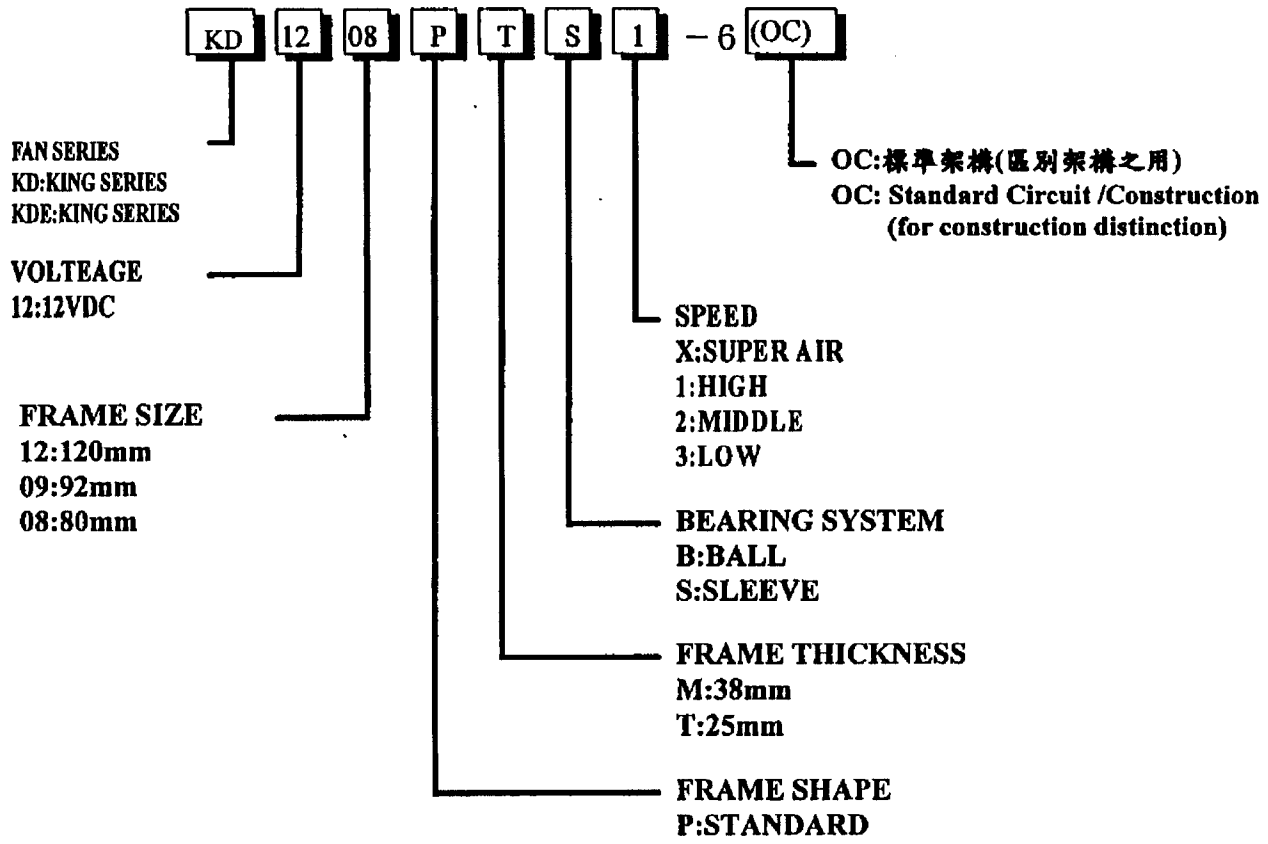 KD 12 08 P T S 1 - 6 (OC)
FAN SERIES
KD:KING SERIES
KDE:KING SERIES
VOLTEAGE
12:12VDC
FRAME SIZE
12:120mm
09:92mm
08:80mm
OC:標準架構(區別架構之用)
OC: Standard Circuit /Construction
(for construction distinction)
SPEED
X:SUPER AIR
1:HIGH
2:MIDDLE
3:LOW
BEARING SYSTEM
B:BALL
S:SLEEVE
FRAME THICKNESS
M:38mm
T:25mm
FRAME SHAPE
P:STANDARD